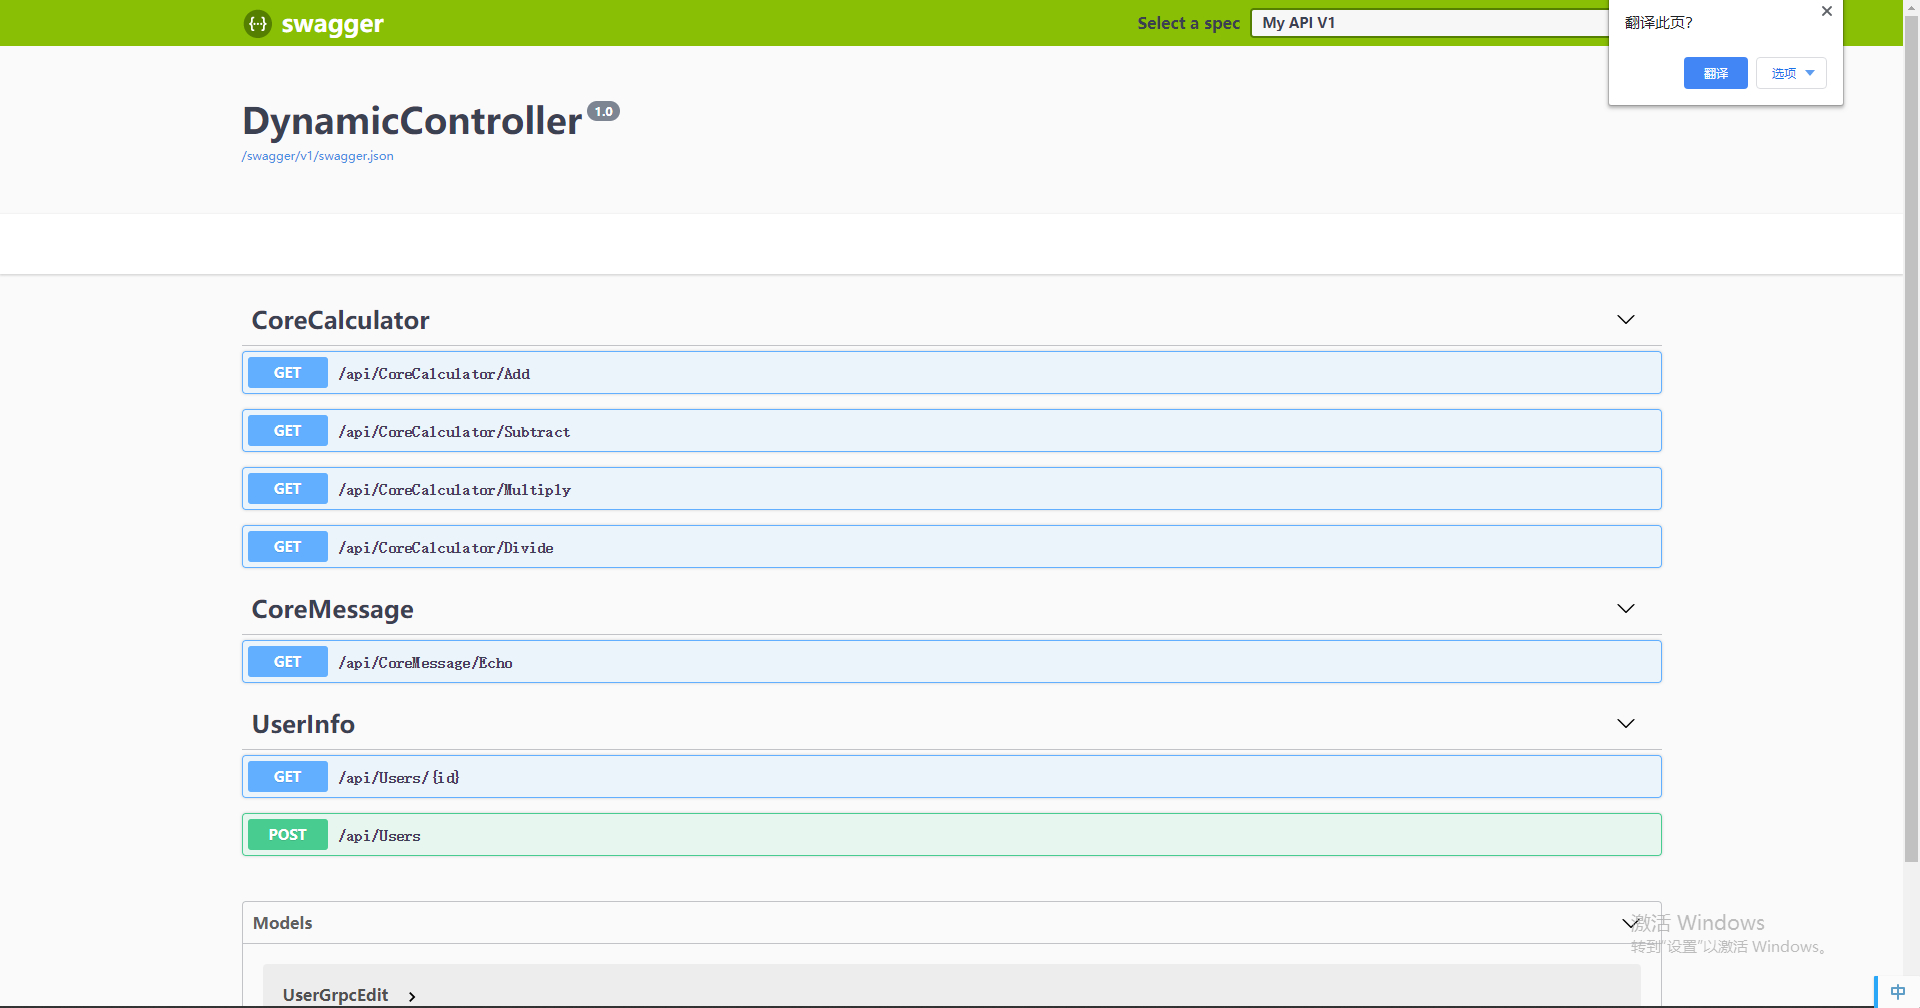 swagger
Select a spec
My API V1
翻译此页?
翻译
选项
DynamicController 1.0
/swagger/v1/swagger.json
CoreCalculator
GET /api/CoreCalculator/Add
GET /api/CoreCalculator/Subtract
GET /api/CoreCalculator/Multiply
GET /api/CoreCalculator/Divide
CoreMessage
GET /api/CoreMessage/Echo
UserInfo
GET /api/Users/{id}
POST /api/Users
Models
激活 Windows
转到"设置"以激活 Windows。
UserGrpcEdit
中